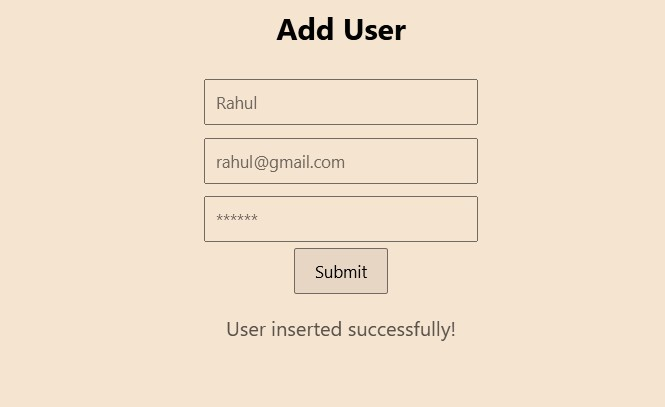 Add User
Rahul
rahul@gmail.com
******
Submit
User inserted successfully!